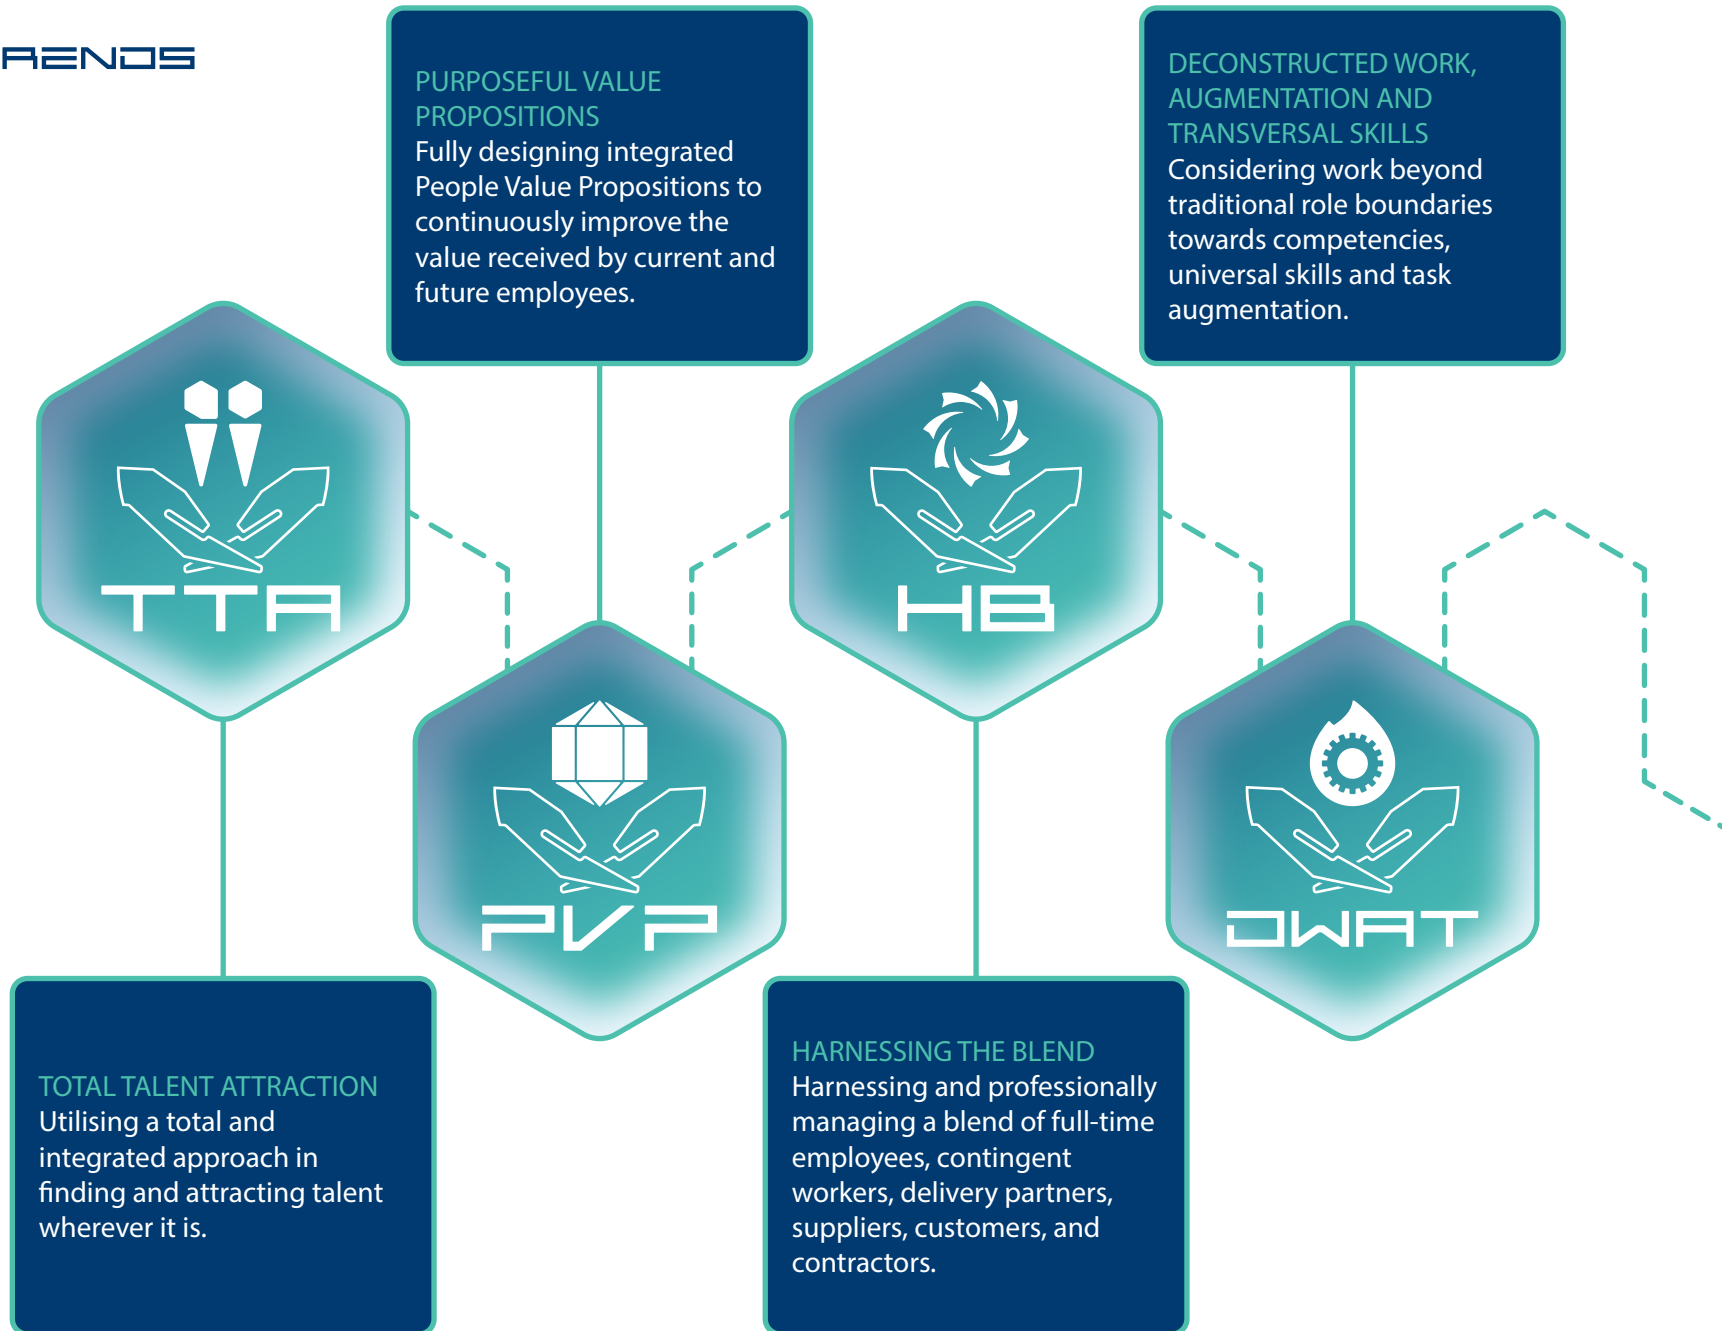 RENDS
PURPOSEFUL VALUE
PROPOSITIONS
Fully designing integrated
People Value Propositions to
continuously improve the
value received by current and
future employees.
DECONSTRUCTED WORK,
AUGMENTATION AND
TRANSVERSAL SKILLS
Considering work beyond
traditional role boundaries
towards competencies,
universal skills and task
augmentation.
TTA
HB
PVP
DWAT
TOTAL TALENT ATTRACTION
Utilising a total and
integrated approach in
finding and attracting talent
wherever it is.
HARNESSING THE BLEND
Harnessing and professionally
managing a blend of full-time
employees, contingent
workers, delivery partners,
suppliers, customers, and
contractors.